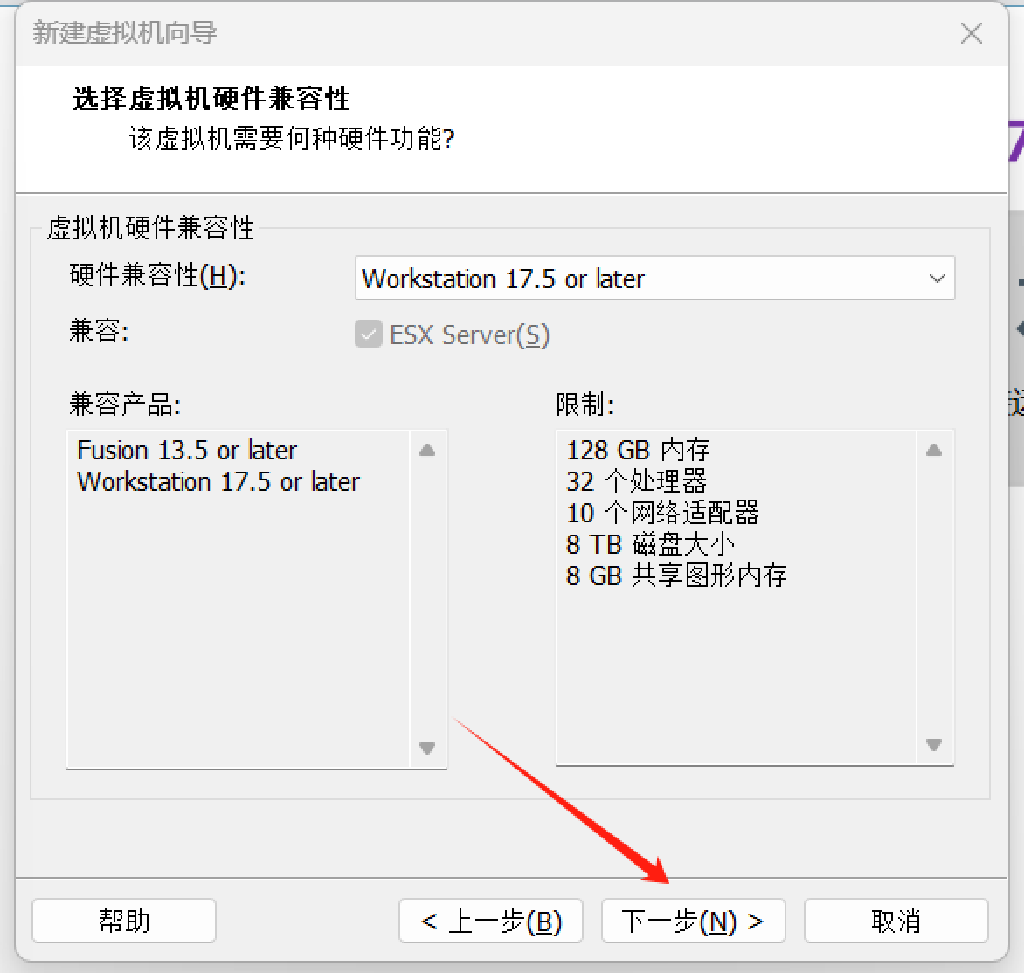 新建虚拟机向导
选择虚拟机硬件兼容性
该虚拟机需要何种硬件功能?
虚拟机硬件兼容性
硬件兼容性(H):
Workstation 17.5 or later
兼容:
ESX Server(S)
兼容产品:
限制:
Fusion 13.5 or later
Workstation 17.5 or later
128 GB 内存
32 个处理器
10 个网络适配器
8 TB 磁盘大小
8 GB 共享图形内存
帮助
< 上一步(B)
下一步(N) >
取消